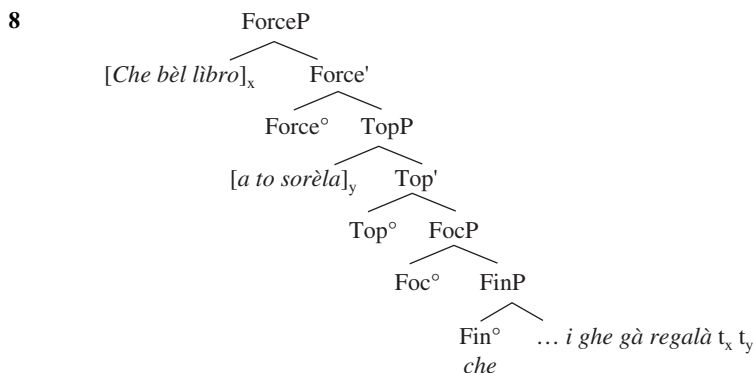 8 ForceP
[Che bèl lìbro]x Force'
Force° TopP
[a to sorèla]y Top'
Top° FocP
Foc° FinP
Fin° … i ghe gà regalà tx ty
che